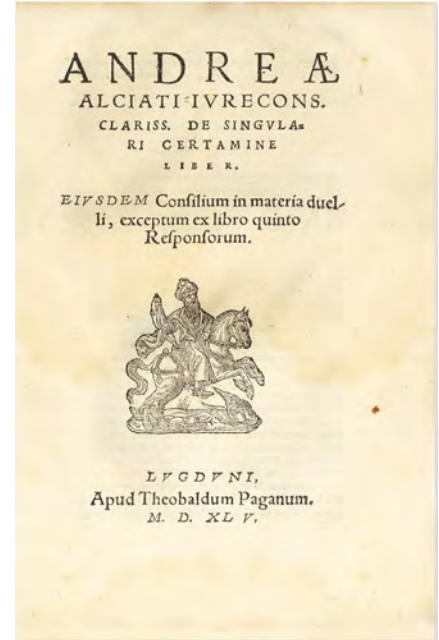 ANDREÆ
ALCIATI IVRECONS.
CLARISS. DE SINGVLA=
RI CERTAMINE
LIBER.
EIVSDEM Conſilium in materia duel-
li, exceptum ex libro quinto
Reſponſorum.
LVGDVNI,
Apud Theobaldum Paganum.
M. D. XLV.